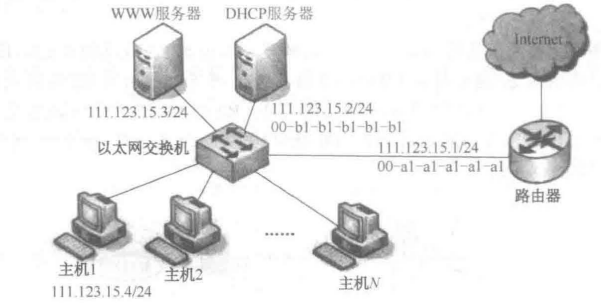 WWW服务器
DHCP服务器
Internet
111.123.15.3/24
111.123.15.2/24
00-b1-b1-b1-b1-b1
以太网交换机
111.123.15.1/24
00-a1-a1-a1-a1-a1
路由器
主机1
主机2
......
主机N
111.123.15.4/24